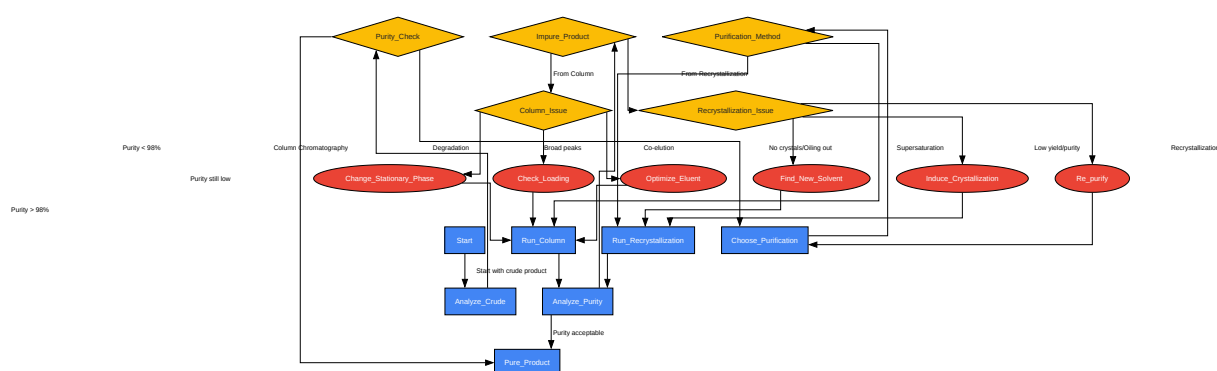 Purity_Check
Impure_Product
Purification_Method
From Column
From Recrystallization
Column_Issue
Recrystallization_Issue
Purity < 98%
Column Chromatography
Degradation
Broad peaks
Co-elution
No crystals/Oiling out
Supersaturation
Low yield/purity
Recrystallization
Purity still low
Change_Stationary_Phase
Check_Loading
Optimize_Eluent
Find_New_Solvent
Induce_Crystallization
Re_purify
Purity > 98%
Start
Run_Column
Run_Recrystallization
Choose_Purification
Start with crude product
Analyze_Crude
Analyze_Purity
Purity acceptable
Pure_Product